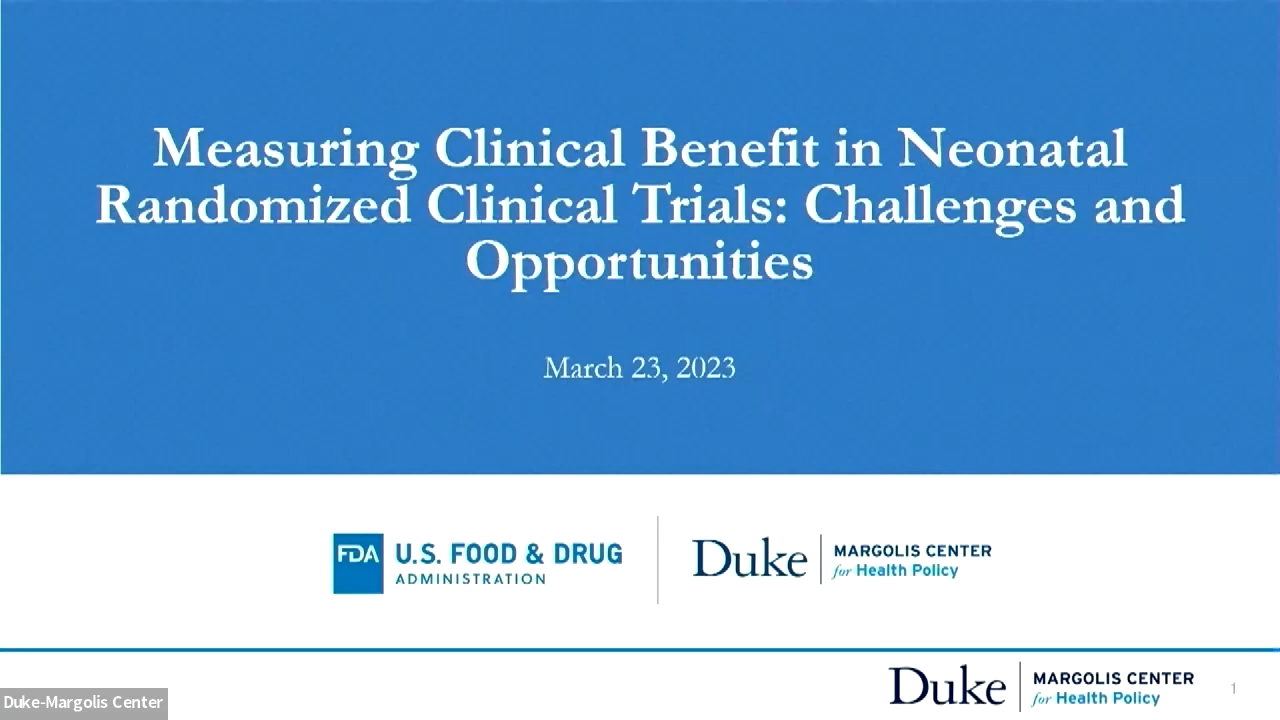 Measuring Clinical Benefit in Neonatal
Randomized Clinical Trials: Challenges and
Opportunities
March 23, 2023
FDA U.S. FOOD & DRUG
ADMINISTRATION
Duke MARGOLIS CENTER
for Health Policy
Duke MARGOLIS CENTER
for Health Policy
1
Duke-Margolis Center